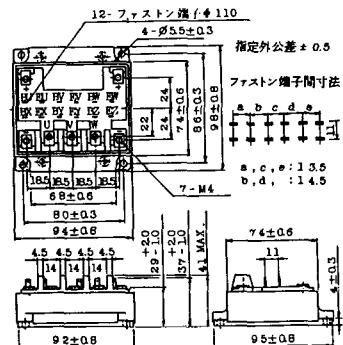 12-ファストン端子#110
4-Ø5.5±0.3
指定外公差±0.5
ファストン端子間寸法
a b c d e
11
a,c,e:13.5
b,d,:14.5
U V W
22
24
24
74±0.6
86±0.3
98±0.8
18.5 18.5 18.5 18.5
7-M4
68±0.6
80±0.3
94±0.8
4.5 4.5 4.5 4.5
14 14 14
29 +2.0 -1.0
37 +2.0 -1.0
41 MAX.
74±0.6
11
4±0.3
92±0.8
95±0.8